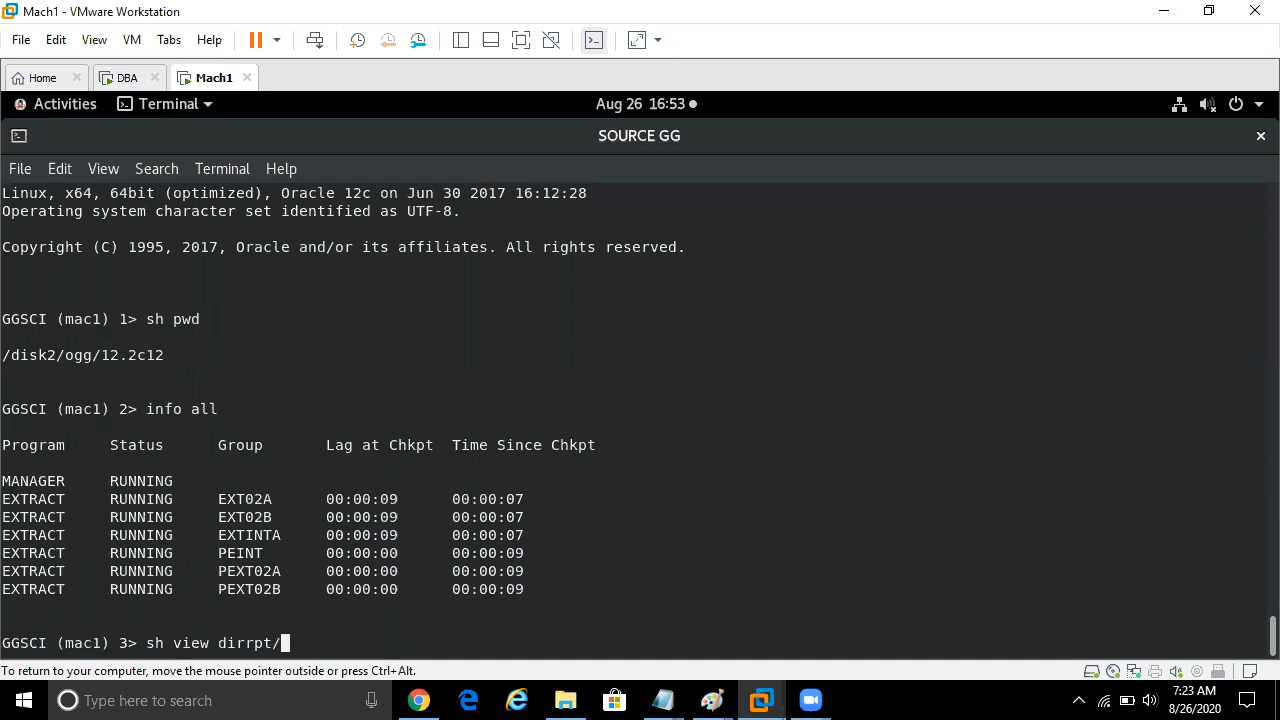 Mach1 - VMware Workstation
File Edit View VM Tabs Help
Home DBA Mach1
Activities Terminal Aug 26 16:53
SOURCE GG
File Edit View Search Terminal Help
Linux, x64, 64bit (optimized), Oracle 12c on Jun 30 2017 16:12:28
Operating system character set identified as UTF-8.
Copyright (C) 1995, 2017, Oracle and/or its affiliates. All rights reserved.
GGSCI (mac1) 1> sh pwd
/disk2/ogg/12.2c12
GGSCI (mac1) 2> info all
Program Status Group Lag at Chkpt Time Since Chkpt
MANAGER RUNNING
EXTRACT RUNNING EXT02A 00:00:09 00:00:07
EXTRACT RUNNING EXT02B 00:00:09 00:00:07
EXTRACT RUNNING EXTINTA 00:00:09 00:00:07
EXTRACT RUNNING PEINT 00:00:00 00:00:09
EXTRACT RUNNING PEXT02A 00:00:00 00:00:09
EXTRACT RUNNING PEXT02B 00:00:00 00:00:09
GGSCI (mac1) 3> sh view dirrpt/
To return to your computer, move the mouse pointer outside or press Ctrl+Alt.
Type here to search
7:23 AM
8/26/2020